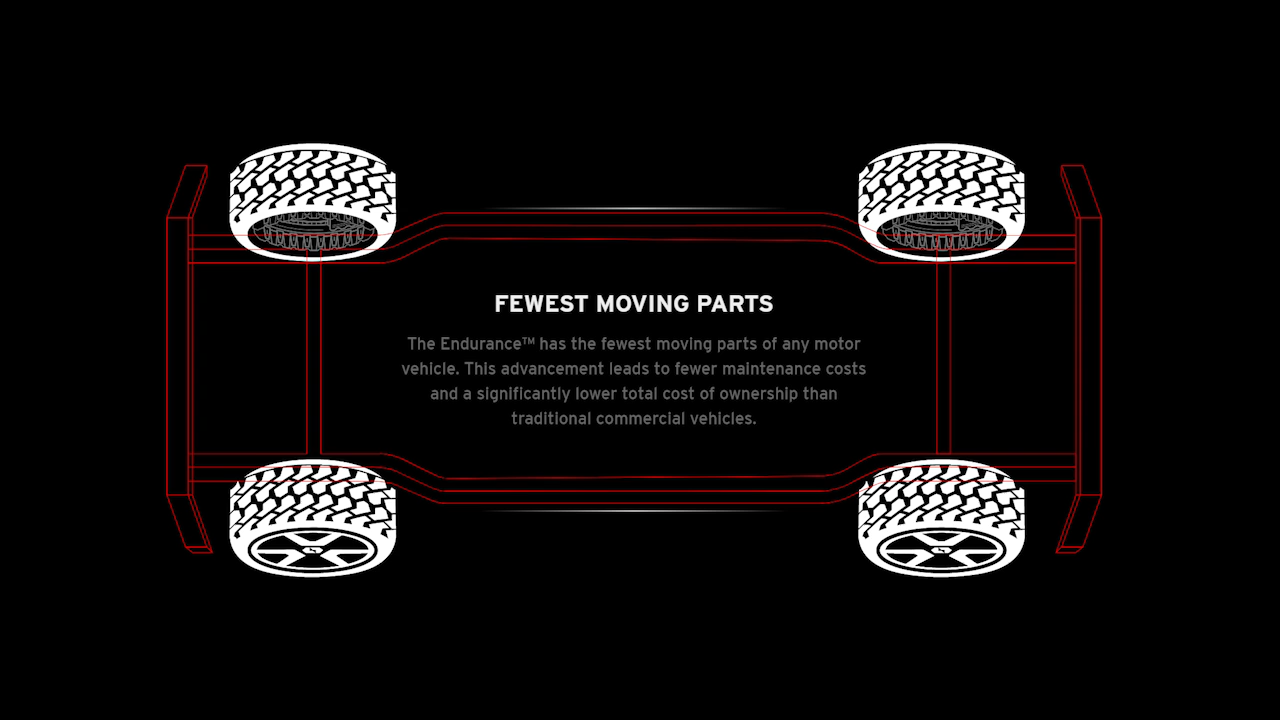 FEWEST MOVING PARTS
The Endurance™ has the fewest moving parts of any motor
vehicle. This advancement leads to fewer maintenance costs
and a significantly lower total cost of ownership than
traditional commercial vehicles.